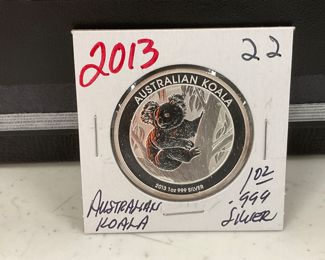 2013
22
AUSTRALIAN KOALA
2013 1oz 999 SILVER
AUSTRALIAN
KOALA
1oz
.999
SILVER